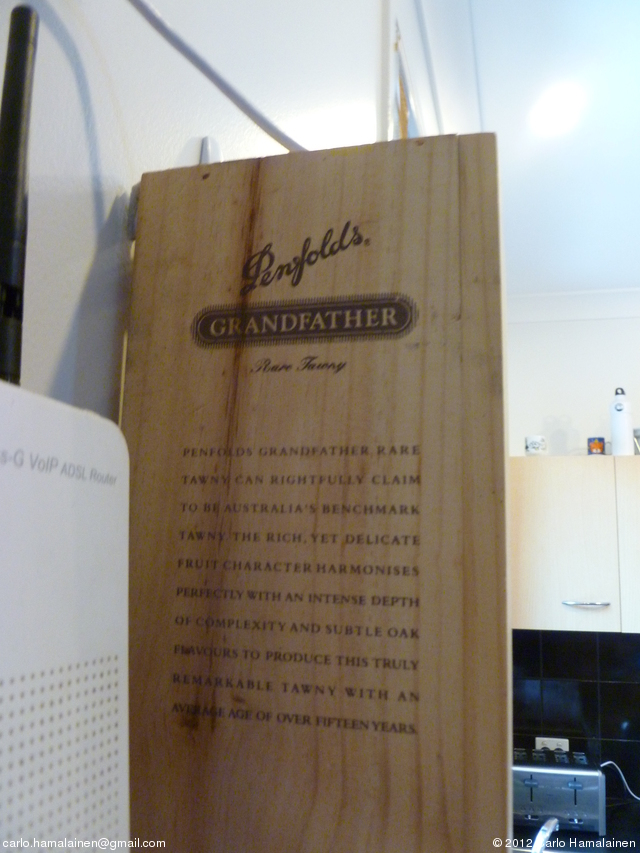 Penfolds
GRANDFATHER
Rare Tawny
PENFOLDS GRANDFATHER RARE
TAWNY CAN RIGHTFULLY CLAIM
TO BE AUSTRALIA'S BENCHMARK
TAWNY THE RICH, YET DELICATE
FRUIT CHARACTER HARMONISES
PERFECTLY WITH AN INTENSE DEPTH
OF COMPLEXITY AND SUBTLE OAK
FLAVOURS TO PRODUCE THIS TRULY
REMARKABLE TAWNY WITH AN
AVERAGE AGE OF OVER FIFTEEN YEARS.
s-G VoIP ADSL Router
carlo.hamalainen@gmail.com
© 2012 Carlo Hamalainen